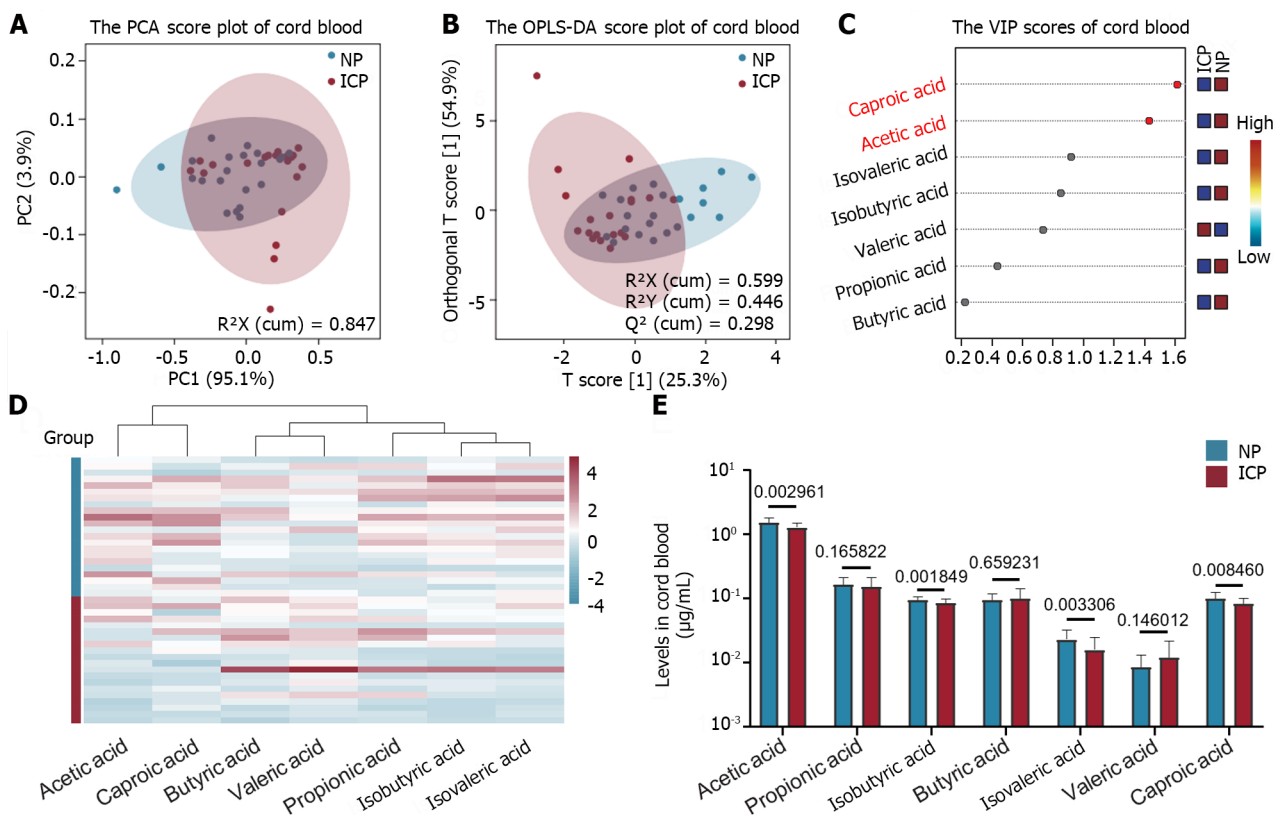 A
The PCA score plot of cord blood
NP
ICP
0.2
0.1
0.0
-0.1
-0.2
PC2 (3.9%)
R²X (cum) = 0.847
-1.0 -0.5 0.0 0.5
PC1 (95.1%)
B
The OPLS-DA score plot of cord blood
NP
ICP
5
0
-5
Orthogonal T score [1] (54.9%)
R²X (cum) = 0.599
R²Y (cum) = 0.446
Q² (cum) = 0.298
-2 0 2 4
T score [1] (25.3%)
C
The VIP scores of cord blood
ICP
NP
Caproic acid
Acetic acid
Isovaleric acid
Isobutyric acid
Valeric acid
Propionic acid
Butyric acid
High
Low
0.2 0.4 0.6 0.8 1.0 1.2 1.4 1.6
D
Group
4
2
0
-2
-4
Acetic acid
Caproic acid
Butyric acid
Valeric acid
Propionic acid
Isobutyric acid
Isovaleric acid
E
NP
ICP
10¹
10⁰
10⁻¹
10⁻²
10⁻³
Levels in cord blood
(µg/mL)
0.002961
0.165822
0.001849
0.659231
0.003306
0.146012
0.008460
Acetic acid
Propionic acid
Isobutyric acid
Butyric acid
Isovaleric acid
Valeric acid
Caproic acid